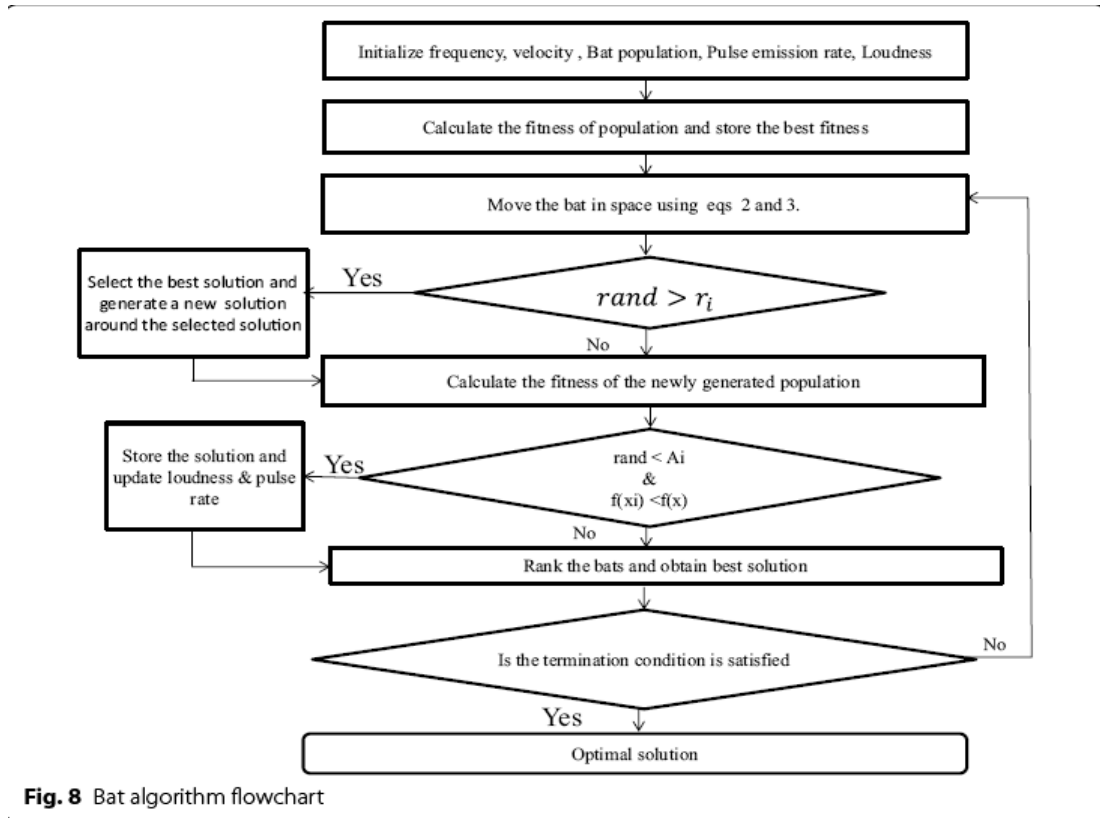 Initialize frequency, velocity , Bat population, Pulse emission rate, Loudness
Calculate the fitness of population and store the best fitness
Move the bat in space using eqs 2 and 3.
Select the best solution and
generate a new solution
around the selected solution
Yes
rand > rᵢ
No
Calculate the fitness of the newly generated population
Store the solution and
update loudness & pulse
rate
Yes
rand < Ai
&
f(xi) <f(x)
No
Rank the bats and obtain best solution
Is the termination condition is satisfied
No
Yes
Optimal solution
Fig. 8 Bat algorithm flowchart